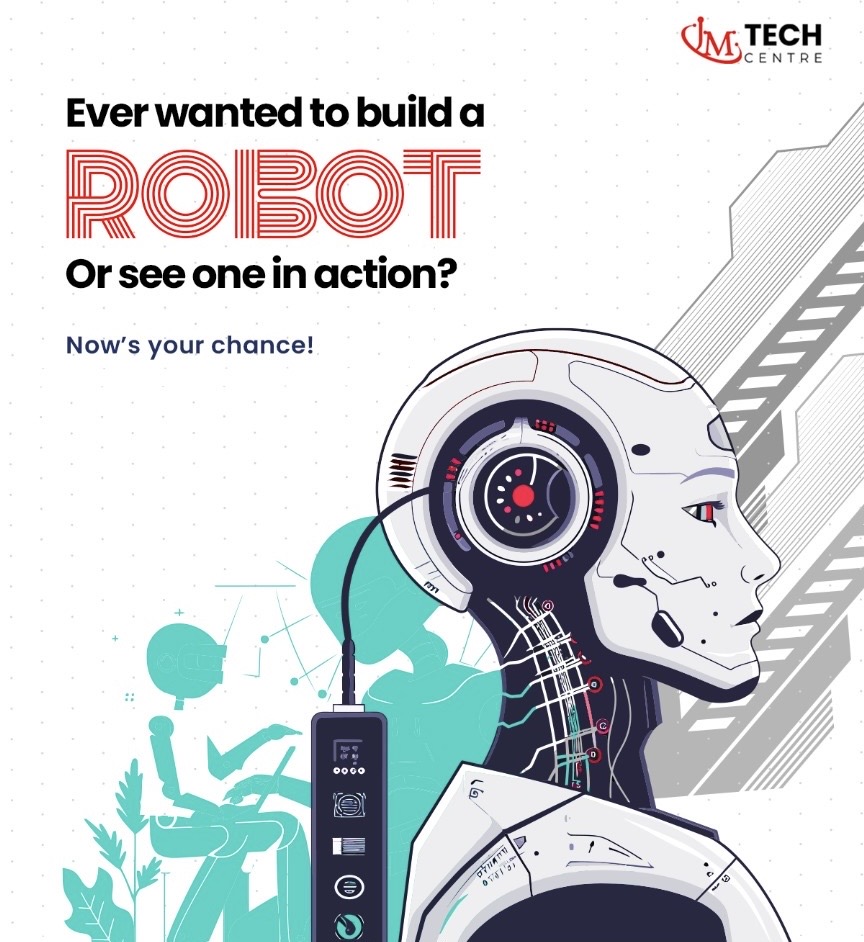 JM TECH
CENTRE
Ever wanted to build a
ROBOT
Or see one in action?
Now's your chance!